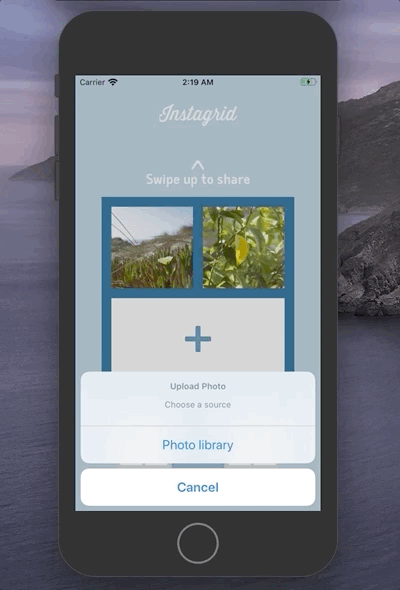 Carrier 2:19 AM
Instagrid
Swipe up to share
Upload Photo
Choose a source
Photo library
Cancel